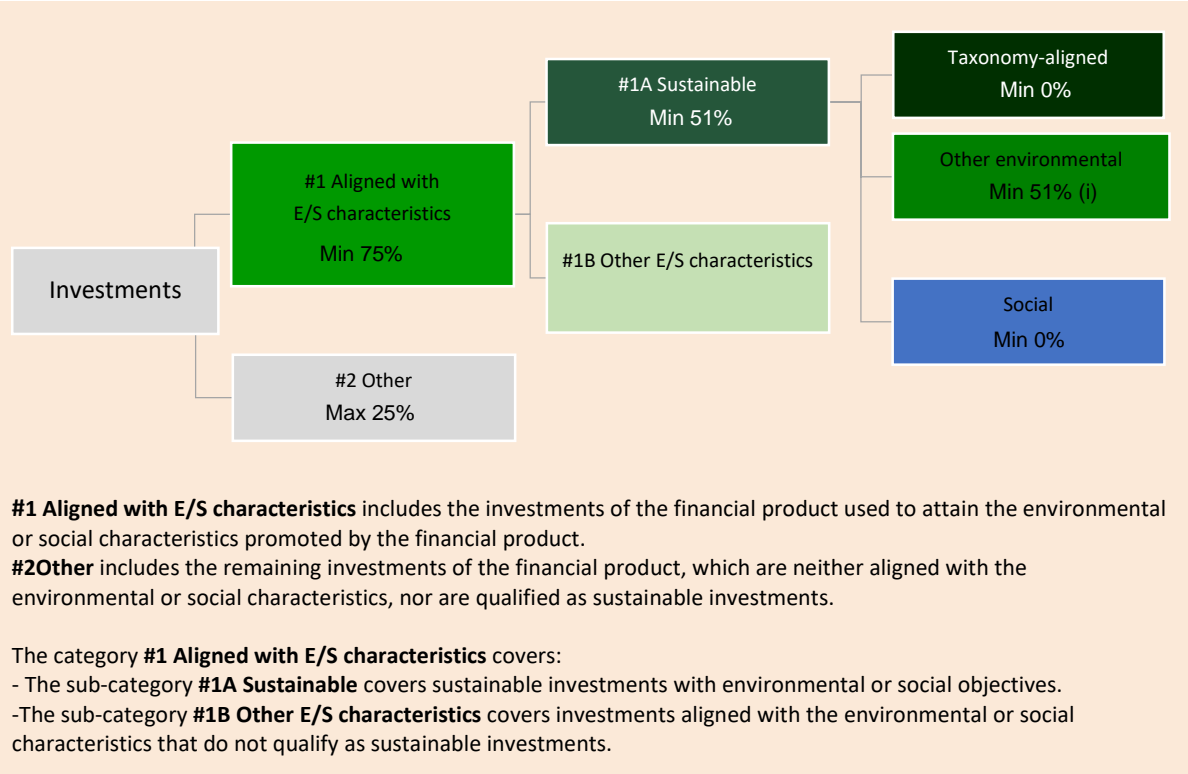 Investments
#1 Aligned with
E/S characteristics
Min 75%
#2 Other
Max 25%
#1A Sustainable
Min 51%
#1B Other E/S characteristics
Taxonomy-aligned
Min 0%
Other environmental
Min 51% (i)
Social
Min 0%
#1 Aligned with E/S characteristics includes the investments of the financial product used to attain the environmental
or social characteristics promoted by the financial product.
#2Other includes the remaining investments of the financial product, which are neither aligned with the
environmental or social characteristics, nor are qualified as sustainable investments.
The category #1 Aligned with E/S characteristics covers:
- The sub-category #1A Sustainable covers sustainable investments with environmental or social objectives.
-The sub-category #1B Other E/S characteristics covers investments aligned with the environmental or social
characteristics that do not qualify as sustainable investments.